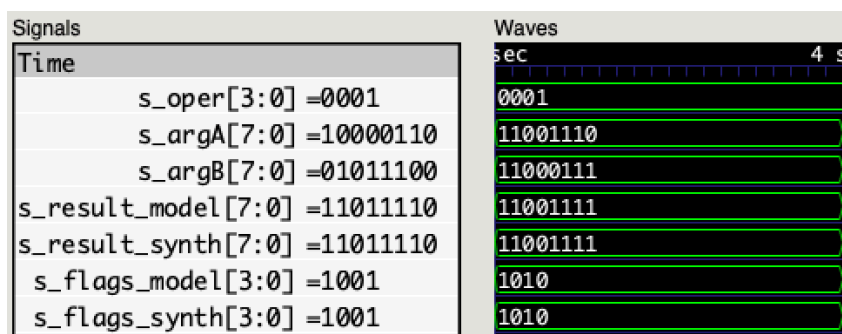 Signals Waves
Time sec 4 s
s_oper[3:0] =0001 0001
s_argA[7:0] =10000110 11001110
s_argB[7:0] =01011100 11000111
s_result_model[7:0] =11011110 11001111
s_result_synth[7:0] =11011110 11001111
s_flags_model[3:0] =1001 1010
s_flags_synth[3:0] =1001 1010